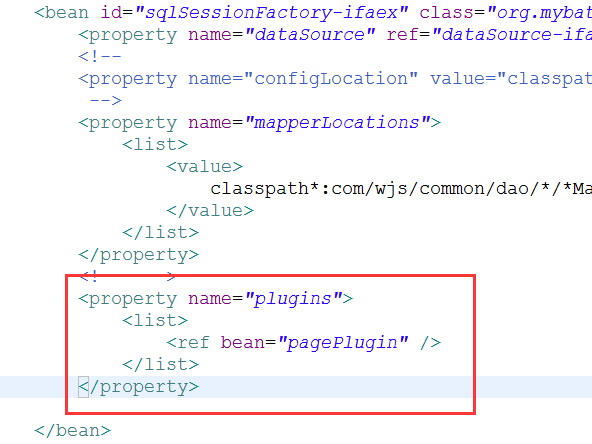 <bean id="sqlSessionFactory-ifaex" class="org.mybat
<property name="dataSource" ref="dataSource-ifa
<!--
<property name="configLocation" value="classpat
-->
<property name="mapperLocations">
<list>
<value>
classpath*:com/wjs/common/dao/*/*Ma
</value>
</list>
</property>
<! >
<property name="plugins">
<list>
<ref bean="pagePlugin" />
</list>
</property>
</bean>